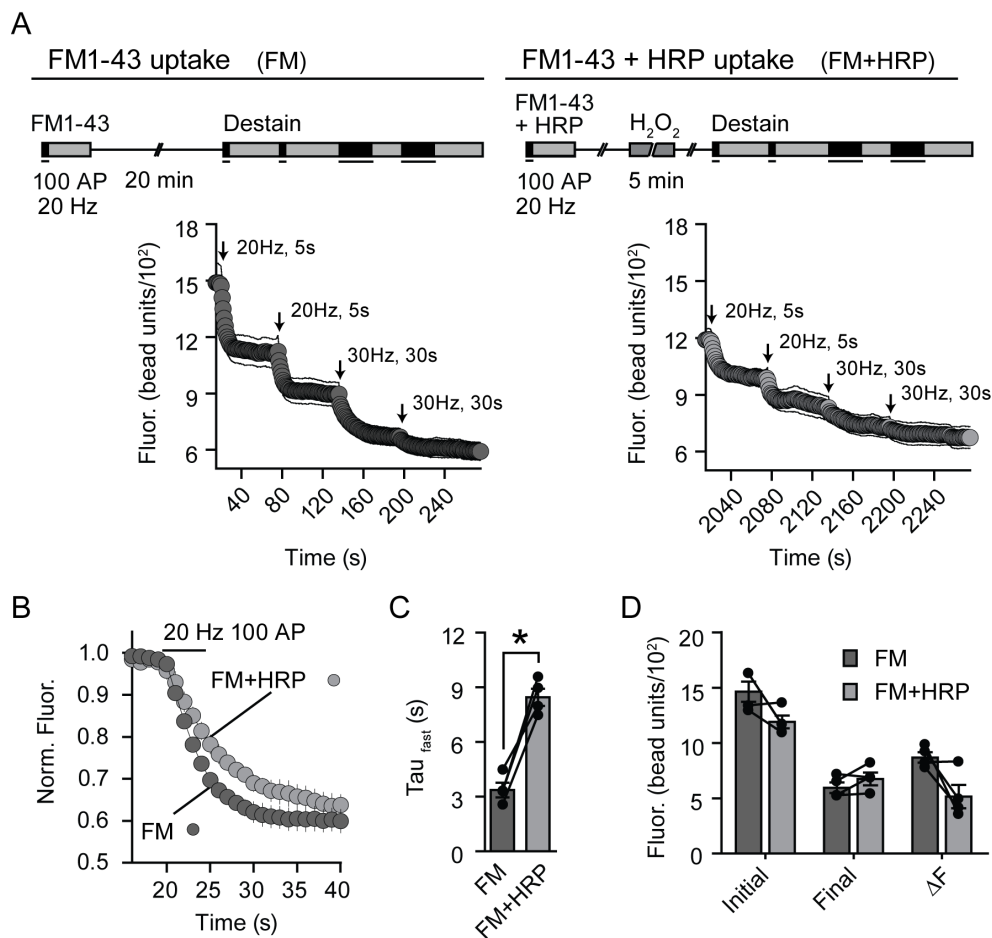 A
FM1-43 uptake (FM)
FM1-43
Destain
100 AP
20 Hz
20 min
18
15
12
9
6
Fluor. (bead units/10²)
20Hz, 5s
20Hz, 5s
30Hz, 30s
30Hz, 30s
40
80
120
160
200
240
Time (s)
FM1-43 + HRP uptake (FM+HRP)
FM1-43
+ HRP
H₂O₂
Destain
100 AP
20 Hz
5 min
18
15
12
9
6
Fluor. (bead units/10²)
20Hz, 5s
20Hz, 5s
30Hz, 30s
30Hz, 30s
2040
2080
2120
2160
2200
2240
Time (s)
B
20 Hz 100 AP
FM+HRP
FM
1.0
0.9
0.8
0.7
0.6
0.5
Norm. Fluor.
20
25
30
35
40
Time (s)
C
12
9
6
3
0
Tau fast (s)
*
FM
FM+HRP
D
20
15
10
5
0
Fluor. (bead units/10²)
FM
FM+HRP
Initial
Final
ΔF